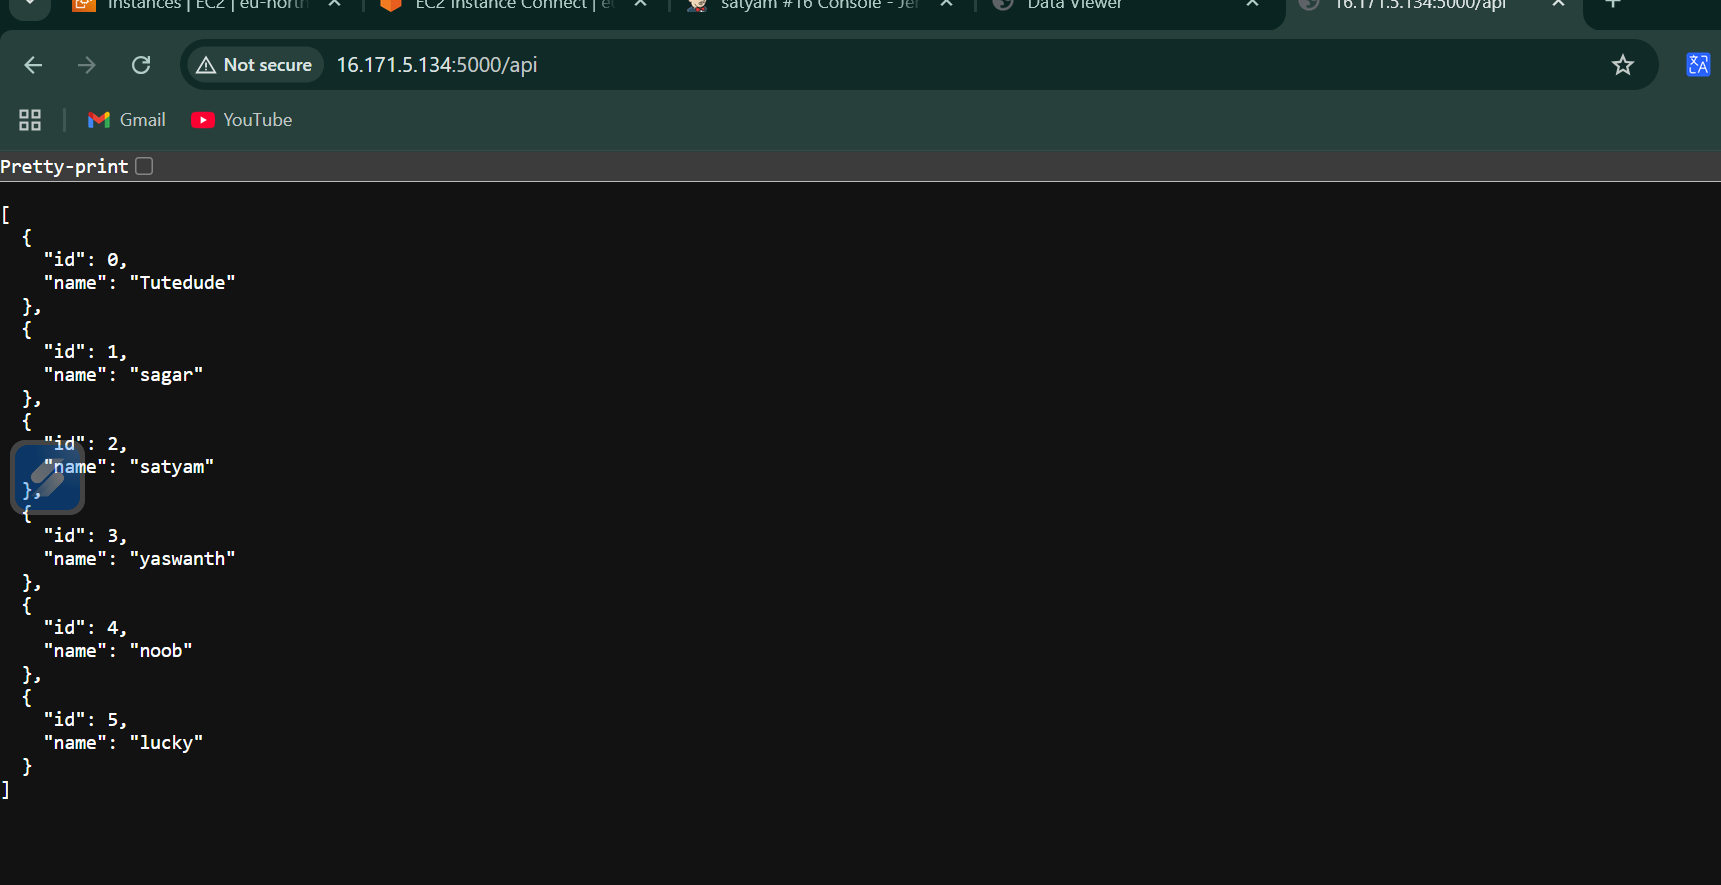 Instances | EC2 | eu-north
EC2 Instance Connect | eu
satyam #16 Console - Jen
Data Viewer
16.171.5.134:5000/api
Not secure
16.171.5.134:5000/api
Gmail
YouTube
Pretty-print
[
  {
    "id": 0,
    "name": "Tutedude"
  },
  {
    "id": 1,
    "name": "sagar"
  },
  {
    "id": 2,
    "name": "satyam"
  },
  {
    "id": 3,
    "name": "yaswanth"
  },
  {
    "id": 4,
    "name": "noob"
  },
  {
    "id": 5,
    "name": "lucky"
  }
]